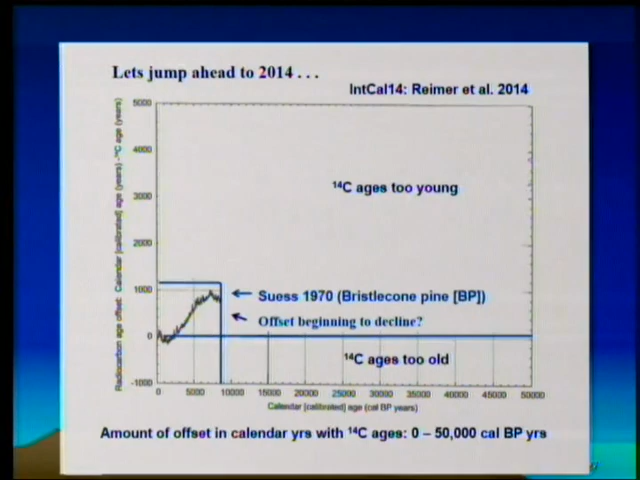 Lets jump ahead to 2014 . . .
IntCal14: Reimer et al. 2014
Radiocarbon age offset: Calendar [calibrated] age (years) -¹⁴C age (years)
5000
4000
3000
2000
1000
0
-1000
¹⁴C ages too young
Suess 1970 (Bristlecone pine [BP])
Offset beginning to decline?
¹⁴C ages too old
0 5000 10000 15000 20000 25000 30000 35000 40000 45000 50000
Calendar [calibrated] age (cal BP years)
Amount of offset in calendar yrs with ¹⁴C ages: 0 – 50,000 cal BP yrs